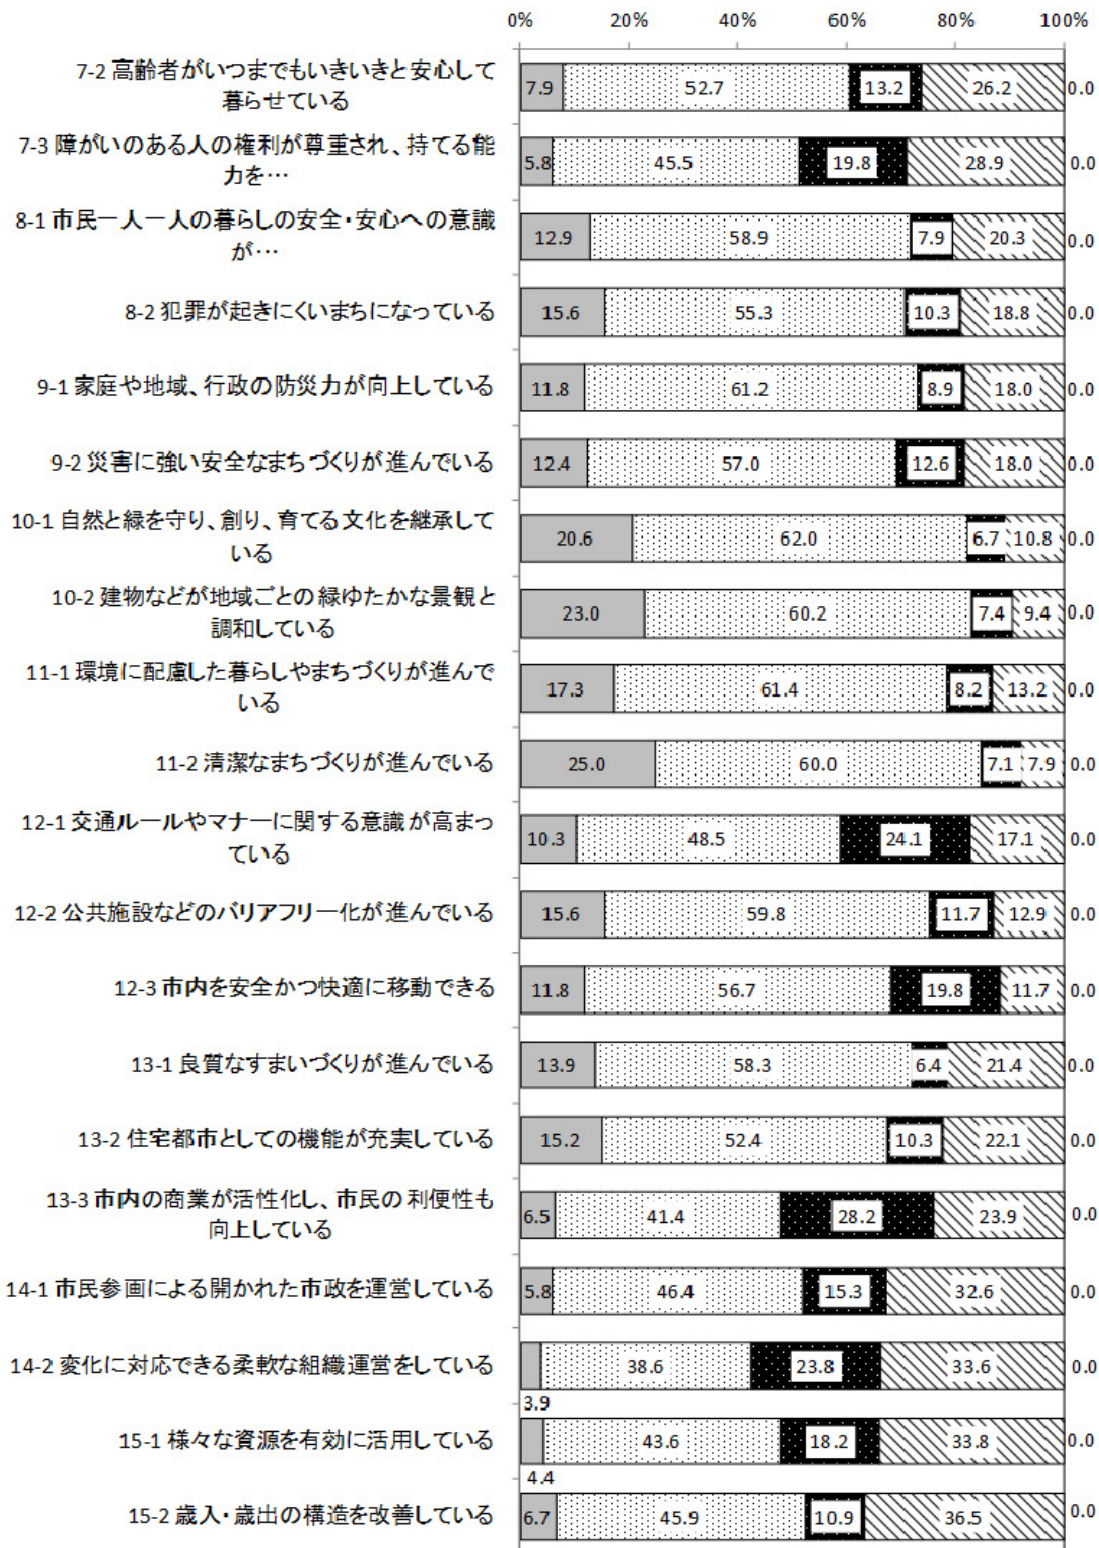 0% 20% 40% 60% 80% 100%
7-2 高齢者がいつまでもいきいきと安心して
暮らせている
7.9 52.7 13.2 26.2 0.0
7-3 障がいのある人の権利が尊重され、持てる能
力を…
5.8 45.5 19.8 28.9 0.0
8-1 市民一人一人の暮らしの安全・安心への意識
が…
12.9 58.9 7.9 20.3 0.0
8-2 犯罪が起きにくいまちになっている
15.6 55.3 10.3 18.8 0.0
9-1 家庭や地域、行政の防災力が向上している
11.8 61.2 8.9 18.0 0.0
9-2 災害に強い安全なまちづくりが進んでいる
12.4 57.0 12.6 18.0 0.0
10-1 自然と緑を守り、創り、育てる文化を継承して
いる
20.6 62.0 6.7 10.8 0.0
10-2 建物などが地域ごとの緑ゆたかな景観と
調和している
23.0 60.2 7.4 9.4 0.0
11-1 環境に配慮した暮らしやまちづくりが進んで
いる
17.3 61.4 8.2 13.2 0.0
11-2 清潔なまちづくりが進んでいる
25.0 60.0 7.1 7.9 0.0
12-1 交通ルールやマナーに関する意識が高まっ
ている
10.3 48.5 24.1 17.1 0.0
12-2 公共施設などのバリアフリー化が進んでいる
15.6 59.8 11.7 12.9 0.0
12-3 市内を安全かつ快適に移動できる
11.8 56.7 19.8 11.7 0.0
13-1 良質なすまいづくりが進んでいる
13.9 58.3 6.4 21.4 0.0
13-2 住宅都市としての機能が充実している
15.2 52.4 10.3 22.1 0.0
13-3 市内の商業が活性化し、市民の利便性も
向上している
6.5 41.4 28.2 23.9 0.0
14-1 市民参画による開かれた市政を運営している
5.8 46.4 15.3 32.6 0.0
14-2 変化に対応できる柔軟な組織運営をしている
38.6 23.8 33.6 0.0
3.9
15-1 様々な資源を有効に活用している
43.6 18.2 33.8 0.0
4.4
15-2 歳入・歳出の構造を改善している
6.7 45.9 10.9 36.5 0.0